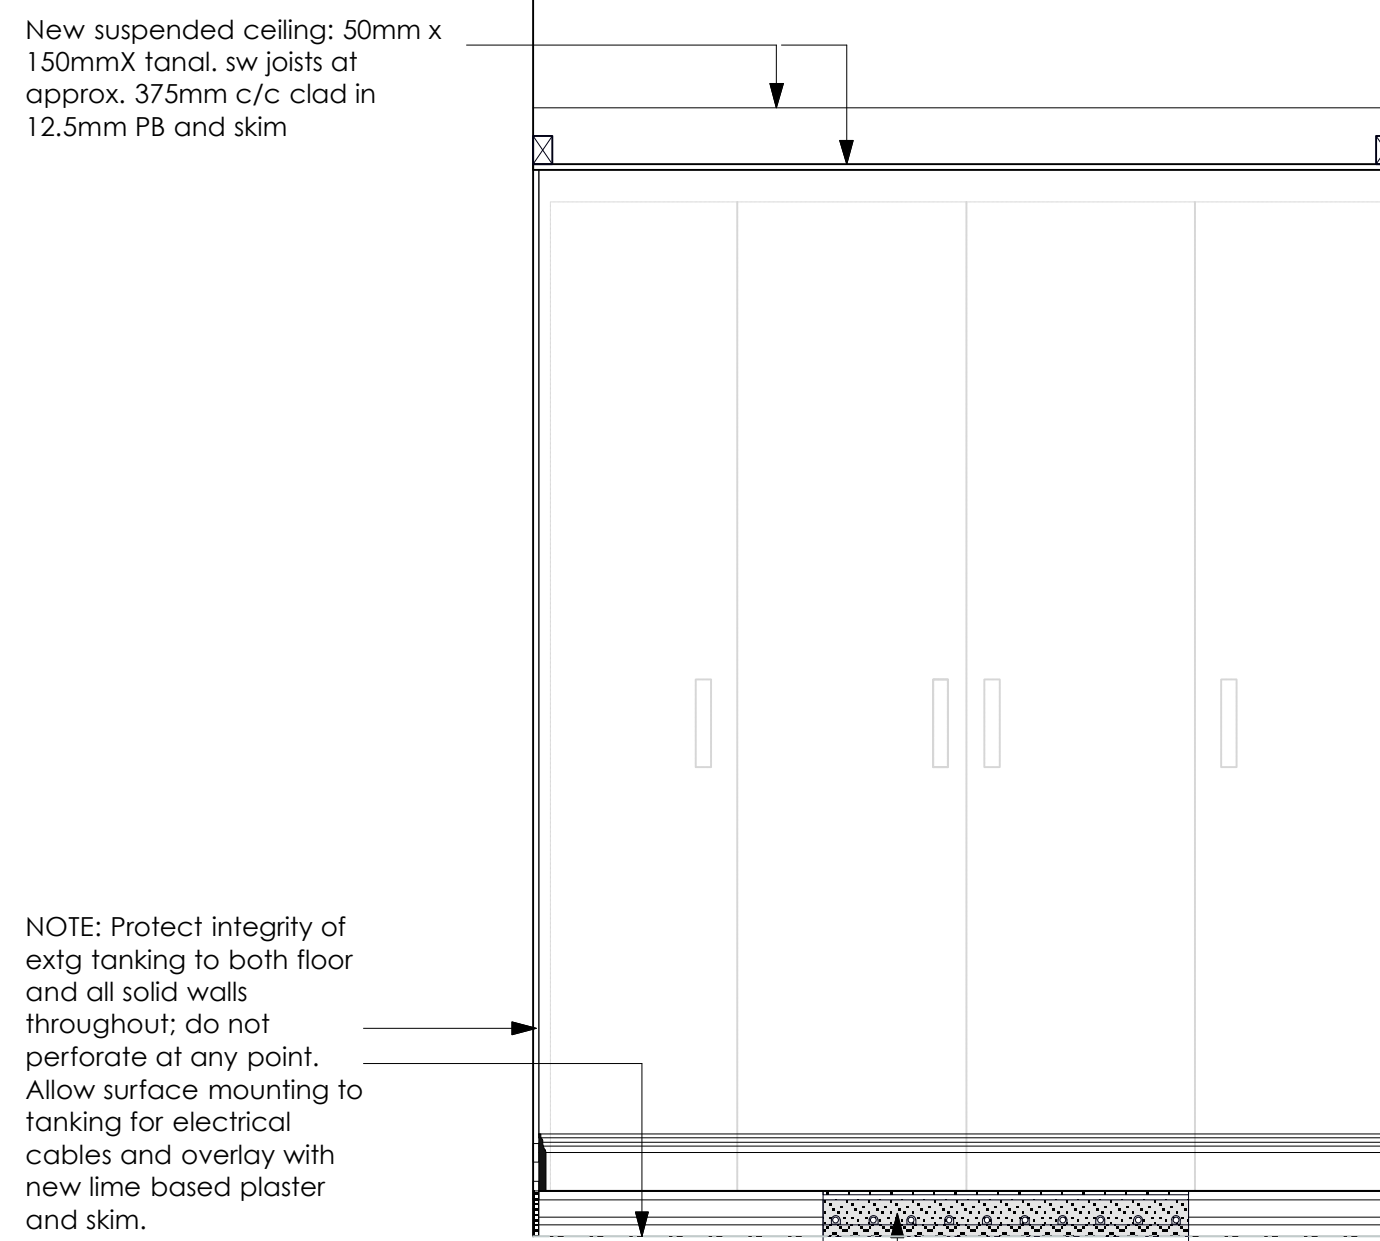 New suspended ceiling: 50mm x
150mmX tanal. sw joists at
approx. 375mm c/c clad in
12.5mm PB and skim
NOTE: Protect integrity of
extg tanking to both floor
and all solid walls
throughout; do not
perforate at any point.
Allow surface mounting to
tanking for electrical
cables and overlay with
new lime based plaster
and skim.